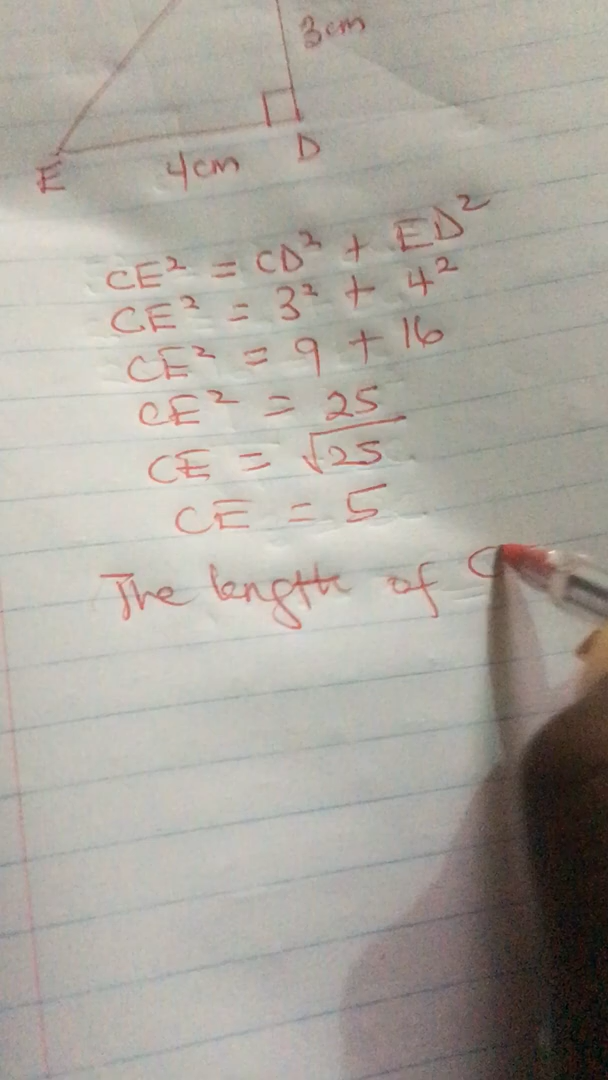 3cm
E 4cm D
CE² = CD² + ED²
CE² = 3² + 4²
CE² = 9 + 16
CE² = 25
CE = √25
CE = 5
The length of C